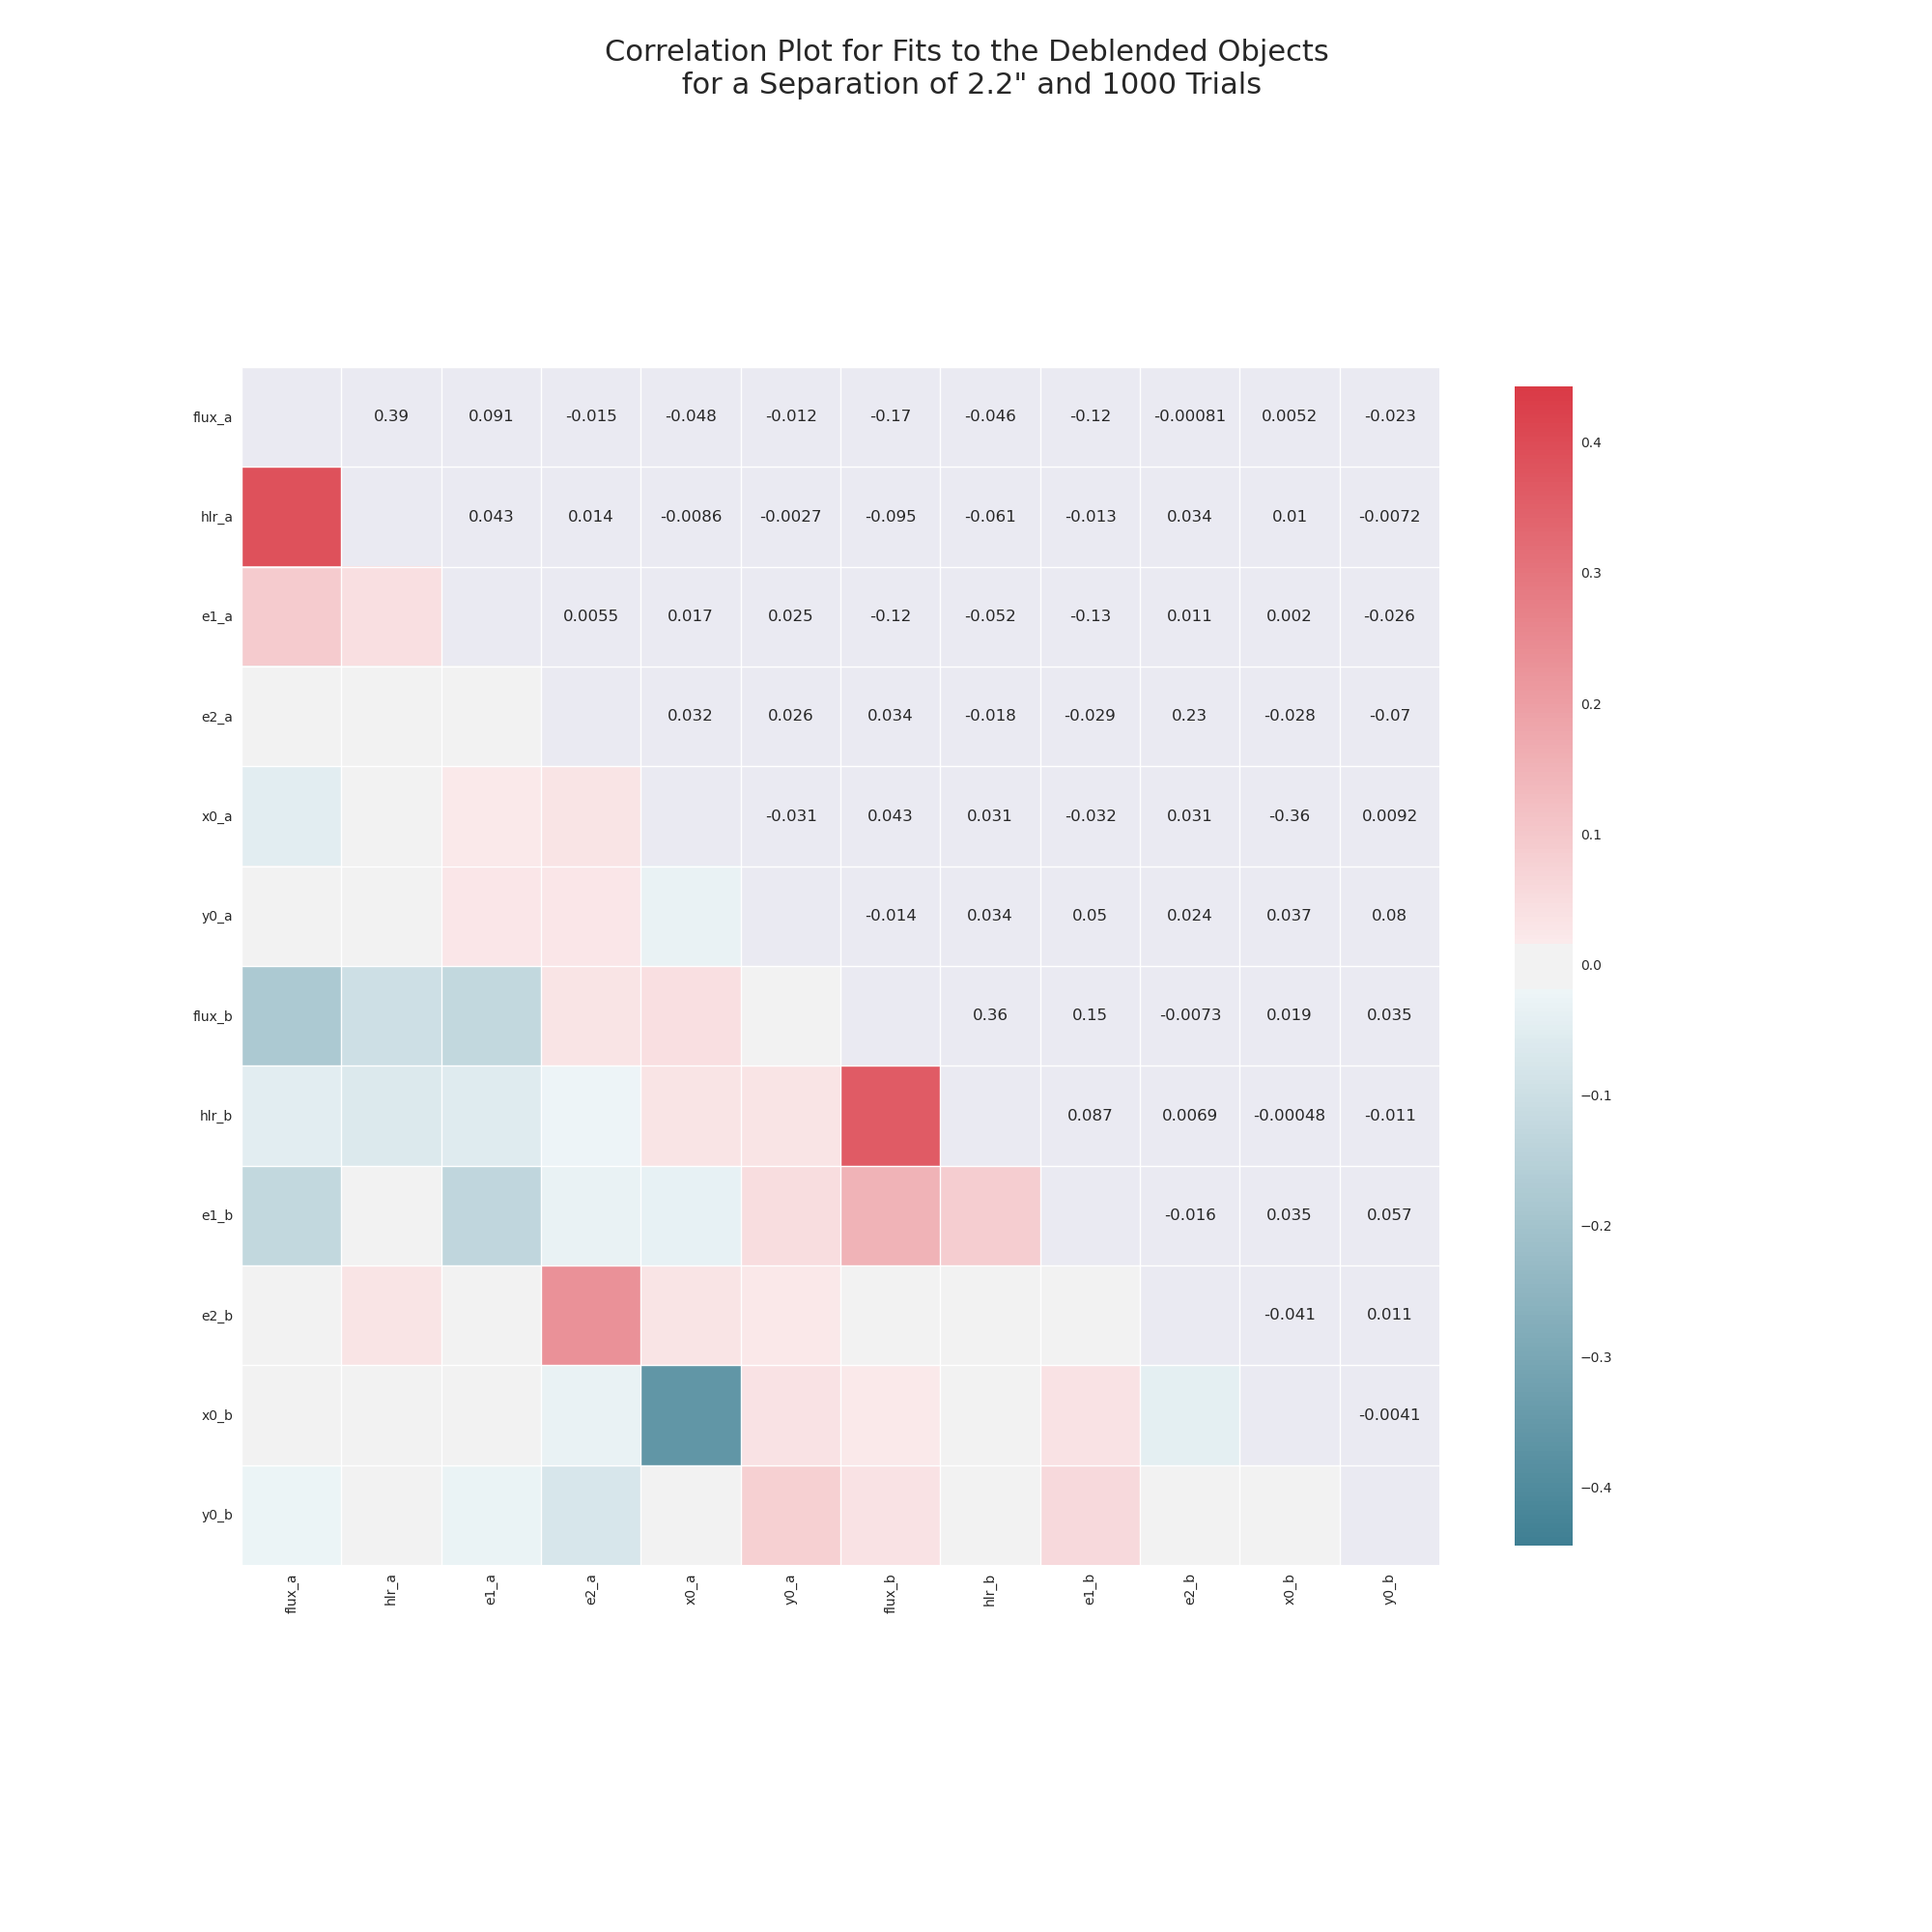 Correlation Plot for Fits to the Deblended Objects
for a Separation of 2.2" and 1000 Trials
flux_a 0.39 0.091 -0.015 -0.048 -0.012 -0.17 -0.046 -0.12 -0.00081 0.0052 -0.023
hlr_a 0.043 0.014 -0.0086 -0.0027 -0.095 -0.061 -0.013 0.034 0.01 -0.0072
e1_a 0.0055 0.017 0.025 -0.12 -0.052 -0.13 0.011 0.002 -0.026
e2_a 0.032 0.026 0.034 -0.018 -0.029 0.23 -0.028 -0.07
x0_a -0.031 0.043 0.031 -0.032 0.031 -0.36 0.0092
y0_a -0.014 0.034 0.05 0.024 0.037 0.08
flux_b 0.36 0.15 -0.0073 0.019 0.035
hlr_b 0.087 0.0069 -0.00048 -0.011
e1_b -0.016 0.035 0.057
e2_b -0.041 0.011
x0_b -0.0041
y0_b
flux_a hlr_a e1_a e2_a x0_a y0_a flux_b hlr_b e1_b e2_b x0_b y0_b
0.4
0.3
0.2
0.1
0.0
−0.1
−0.2
−0.3
−0.4